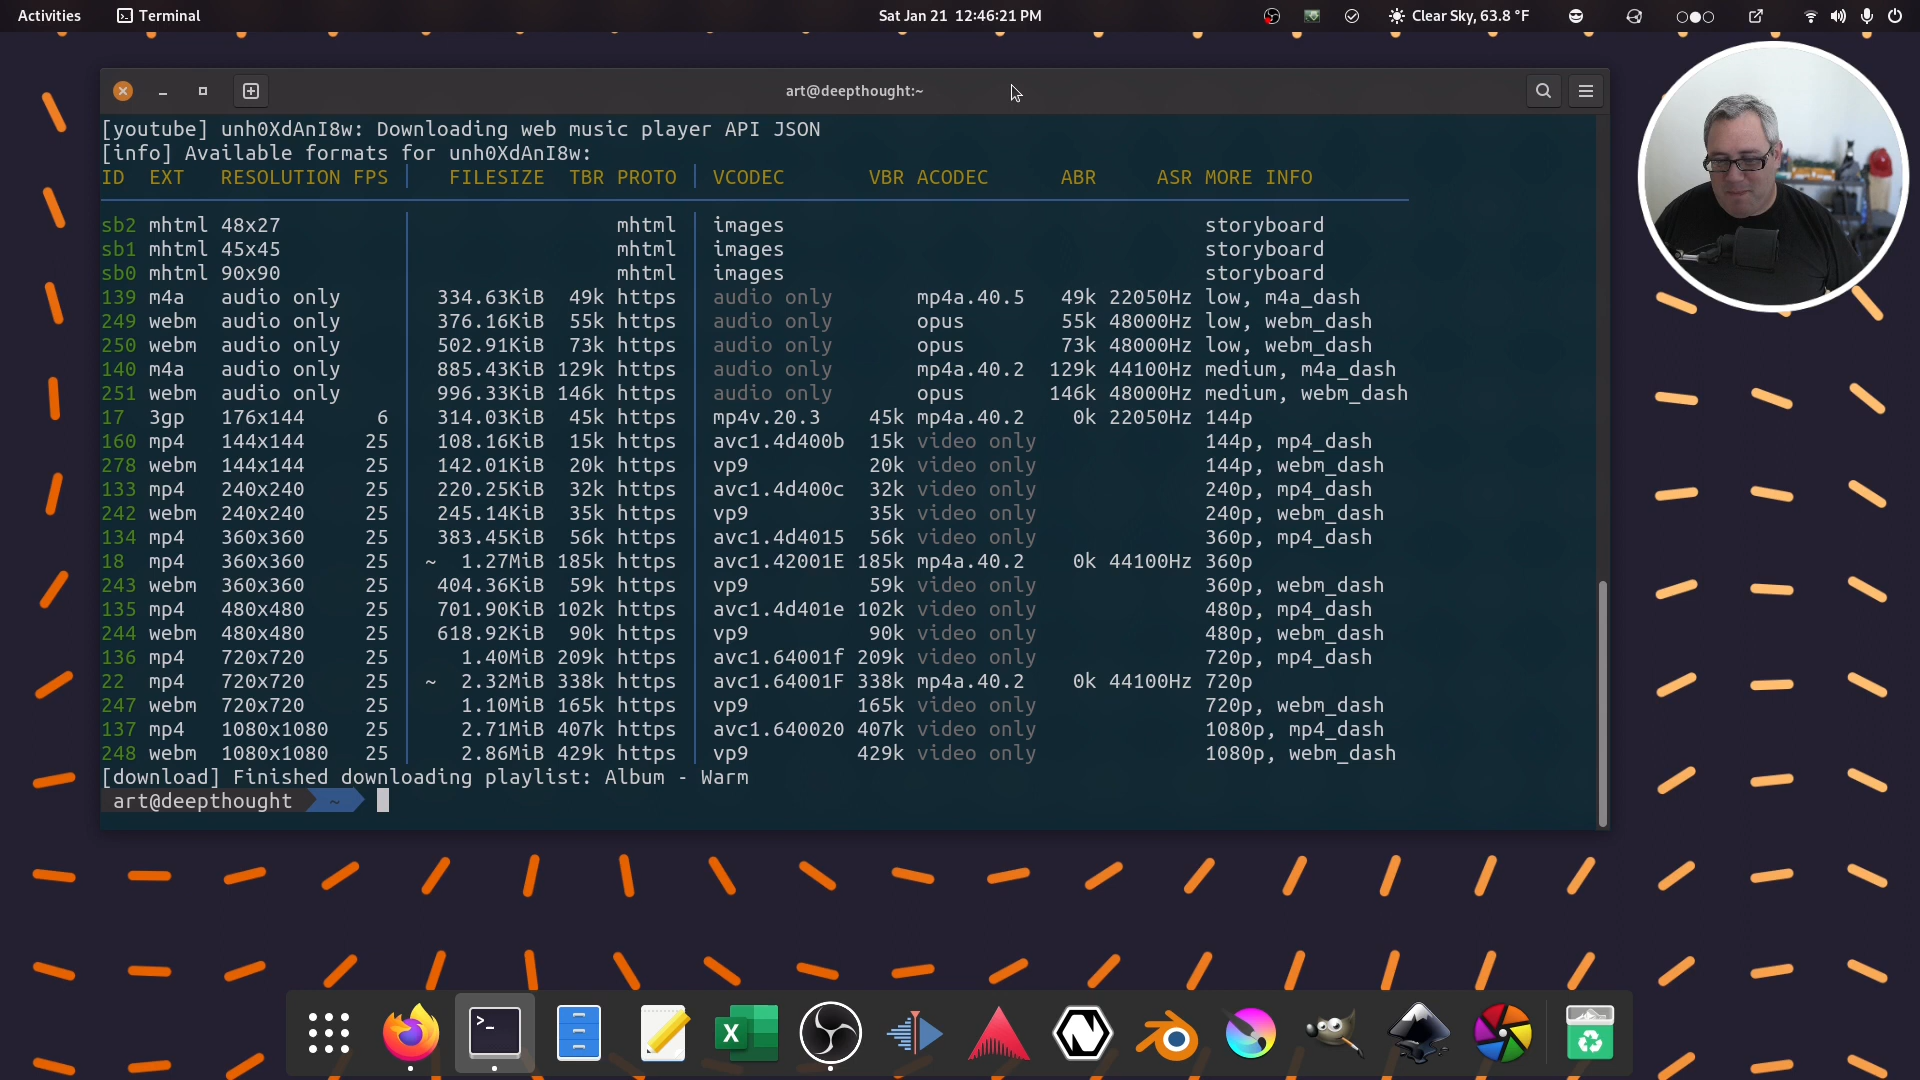 Activities Terminal Sat Jan 21 12:46:21 PM Clear Sky, 63.8 °F
art@deepthought:~
[youtube] unh0XdAnI8w: Downloading web music player API JSON
[info] Available formats for unh0XdAnI8w:
ID EXT RESOLUTION FPS │ FILESIZE TBR PROTO │ VCODEC VBR ACODEC ABR ASR MORE INFO
sb2 mhtml 48x27 │ mhtml │ images storyboard
sb1 mhtml 45x45 │ mhtml │ images storyboard
sb0 mhtml 90x90 │ mhtml │ images storyboard
139 m4a audio only │ 334.63KiB 49k https │ audio only mp4a.40.5 49k 22050Hz low, m4a_dash
249 webm audio only │ 376.16KiB 55k https │ audio only opus 55k 48000Hz low, webm_dash
250 webm audio only │ 502.91KiB 73k https │ audio only opus 73k 48000Hz low, webm_dash
140 m4a audio only │ 885.43KiB 129k https │ audio only mp4a.40.2 129k 44100Hz medium, m4a_dash
251 webm audio only │ 996.33KiB 146k https │ audio only opus 146k 48000Hz medium, webm_dash
17 3gp 176x144 6 │ 314.03KiB 45k https │ mp4v.20.3 45k mp4a.40.2 0k 22050Hz 144p
160 mp4 144x144 25 │ 108.16KiB 15k https │ avc1.4d400b 15k video only 144p, mp4_dash
278 webm 144x144 25 │ 142.01KiB 20k https │ vp9 20k video only 144p, webm_dash
133 mp4 240x240 25 │ 220.25KiB 32k https │ avc1.4d400c 32k video only 240p, mp4_dash
242 webm 240x240 25 │ 245.14KiB 35k https │ vp9 35k video only 240p, webm_dash
134 mp4 360x360 25 │ 383.45KiB 56k https │ avc1.4d4015 56k video only 360p, mp4_dash
18 mp4 360x360 25 │ ~ 1.27MiB 185k https │ avc1.42001E 185k mp4a.40.2 0k 44100Hz 360p
243 webm 360x360 25 │ 404.36KiB 59k https │ vp9 59k video only 360p, webm_dash
135 mp4 480x480 25 │ 701.90KiB 102k https │ avc1.4d401e 102k video only 480p, mp4_dash
244 webm 480x480 25 │ 618.92KiB 90k https │ vp9 90k video only 480p, webm_dash
136 mp4 720x720 25 │ 1.40MiB 209k https │ avc1.64001f 209k video only 720p, mp4_dash
22 mp4 720x720 25 │ ~ 2.32MiB 338k https │ avc1.64001F 338k mp4a.40.2 0k 44100Hz 720p
247 webm 720x720 25 │ 1.10MiB 165k https │ vp9 165k video only 720p, webm_dash
137 mp4 1080x1080 25 │ 2.71MiB 407k https │ avc1.640020 407k video only 1080p, mp4_dash
248 webm 1080x1080 25 │ 2.86MiB 429k https │ vp9 429k video only 1080p, webm_dash
[download] Finished downloading playlist: Album - Warm
art@deepthought ~
>_ X